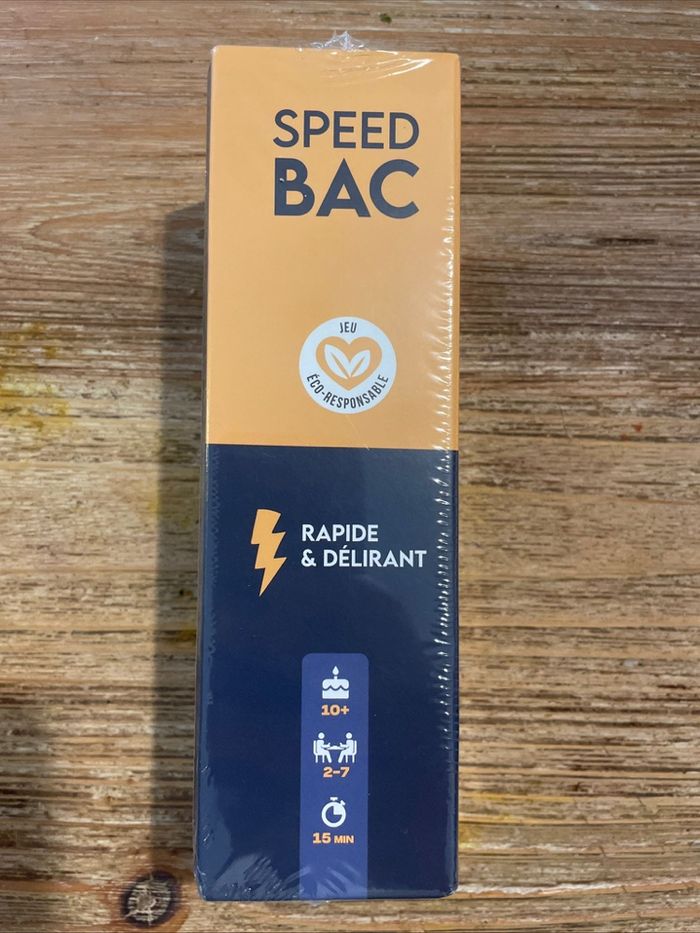 SPEED
BAC
JEU
ÉCO-RESPONSABLE
RAPIDE
& DÉLIRANT
10+
2-7
15 MIN